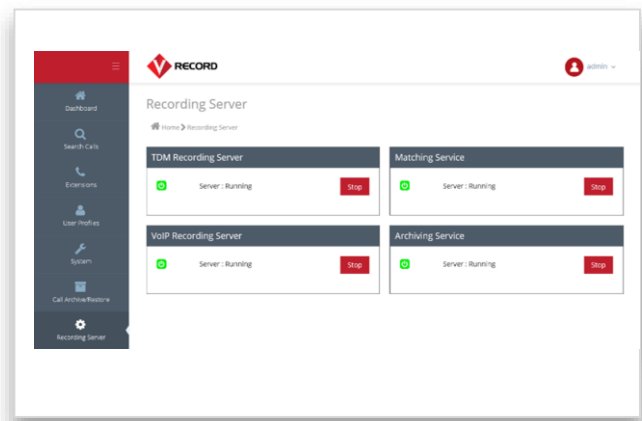 V RECORD
admin
Dashboard
Search Calls
Extensions
User Profiles
System
Call Archive/Restore
Recording Server
Recording Server
Home > Recording Server
TDM Recording Server
Server : Running
Stop
Matching Service
Server : Running
Stop
VoIP Recording Server
Server : Running
Stop
Archiving Service
Server : Running
Stop